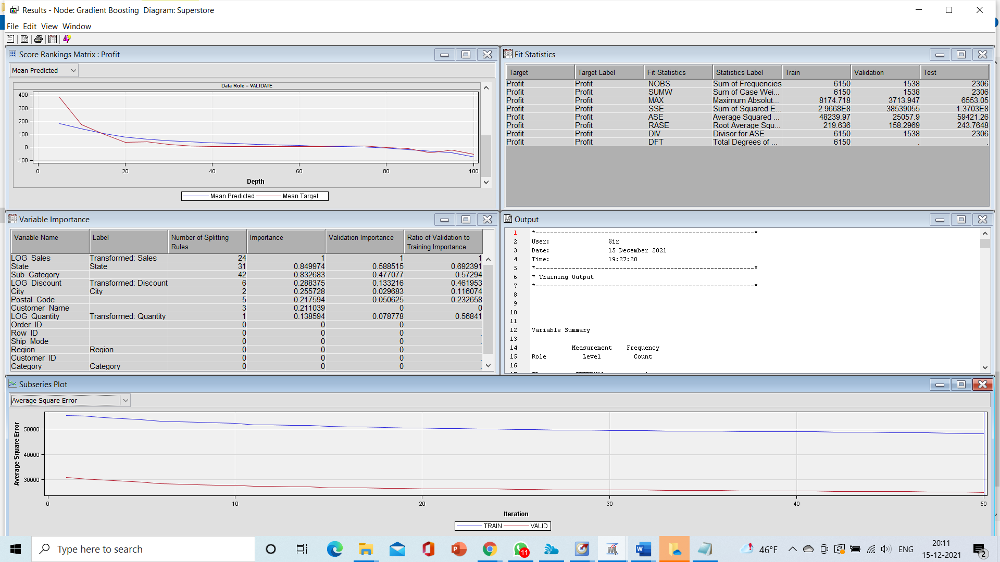 Results - Node: Gradient Boosting Diagram: Superstore
File Edit View Window
Score Rankings Matrix : Profit
Mean Predicted
Data Role = VALIDATE
400
300
200
100
0
-100
0 20 40 60 80 100
Depth
Mean Predicted Mean Target
Fit Statistics
Target Target Label Fit Statistics Statistics Label Train Validation Test
Profit Profit NOBS Sum of Frequencies 6150 1538 2306
Profit Profit SUMW Sum of Case Wei... 6150 1538 2306
Profit Profit MAX Maximum Absolut... 8174.718 3713.947 6553.05
Profit Profit SSE Sum of Squared E... 2.9668E8 38539055 1.3703E8
Profit Profit ASE Average Squared ... 48239.97 25057.9 59421.26
Profit Profit RASE Root Average Squ... 219.636 158.2969 243.7648
Profit Profit DIV Divisor for ASE 6150 1538 2306
Profit Profit DFT Total Degrees of ... 6150 . .
Variable Importance
Variable Name Label Number of Splitting Rules Importance Validation Importance Ratio of Validation to Training Importance
LOG_Sales Transformed: Sales 24 1 1 1
State State 31 0.849974 0.588515 0.692391
Sub_Category 42 0.832683 0.477077 0.57294
LOG_Discount Transformed: Discount 6 0.288375 0.133216 0.461953
City City 2 0.255728 0.029683 0.116074
Postal_Code 5 0.217594 0.050625 0.232658
Customer_Name 3 0.211039 0 0
LOG_Quantity Transformed: Quantity 1 0.138594 0.078778 0.56841
Order_ID 0 0 0 .
Row_ID 0 0 0 .
Ship_Mode 0 0 0 .
Region Region 0 0 0 .
Customer_ID 0 0 0 .
Category Category 0 0 0 .
Output
1 *------------------------------------------------------------*
2 User: Sir
3 Date: 15 December 2021
4 Time: 19:27:20
5 *------------------------------------------------------------*
6 * Training Output
7 *------------------------------------------------------------*
8
9
10
11
12 Variable Summary
13
14 Measurement Frequency
15 Role Level Count
16
Subseries Plot
Average Square Error
Average Square Error
50000
40000
30000
0 10 20 30 40 50
Iteration
TRAIN VALID
Type here to search
11
46°F
ENG
20:11
15-12-2021
2